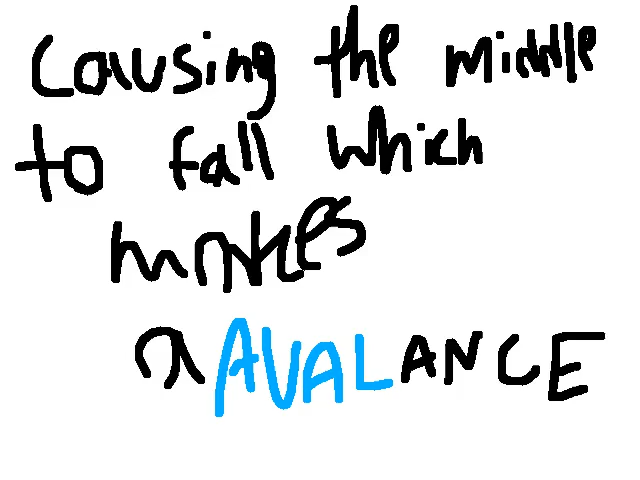 Causing the middle
to fall which
makes
a AVALANCE